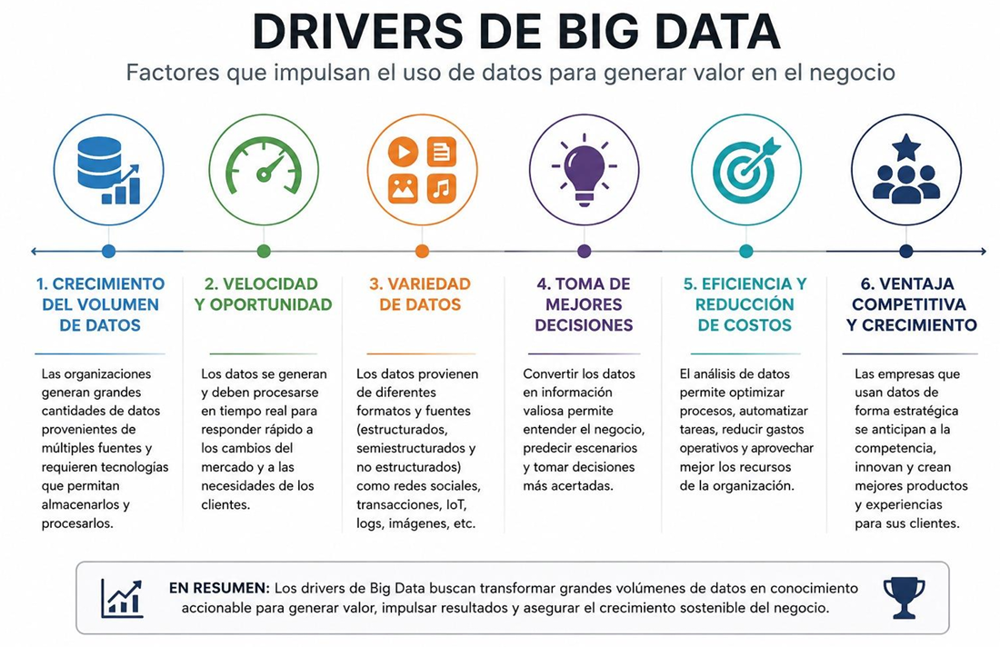 DRIVERS DE BIG DATA
Factores que impulsan el uso de datos para generar valor en el negocio
1. CRECIMIENTO
DEL VOLUMEN
DE DATOS
Las organizaciones
generan grandes
cantidades de datos
provenientes de
múltiples fuentes y
requieren tecnologías
que permitan
almacenarlos y
procesarlos.
2. VELOCIDAD
Y OPORTUNIDAD
Los datos se generan
y deben procesarse
en tiempo real para
responder rápido a
los cambios del
mercado y a las
necesidades de los
clientes.
3. VARIEDAD
DE DATOS
Los datos provienen
de diferentes
formatos y fuentes
(estructurados,
semiestructurados y
no estructurados)
como redes sociales,
transacciones, IoT,
logs, imágenes, etc.
4. TOMA DE
MEJORES
DECISIONES
Convertir los datos
en información
valiosa permite
entender el negocio,
predecir escenarios
y tomar decisiones
más acertadas.
5. EFICIENCIA Y
REDUCCIÓN
DE COSTOS
El análisis de datos
permite optimizar
procesos, automatizar
tareas, reducir gastos
operativos y aprovechar
mejor los recursos
de la organización.
6. VENTAJA
COMPETITIVA
Y CRECIMIENTO
Las empresas que
usan datos de
forma estratégica
se anticipan a la
competencia,
innovan y crean
mejores productos
y experiencias
para sus clientes.
EN RESUMEN: Los drivers de Big Data buscan transformar grandes volúmenes de datos en conocimiento
accionable para generar valor, impulsar resultados y asegurar el crecimiento sostenible del negocio.